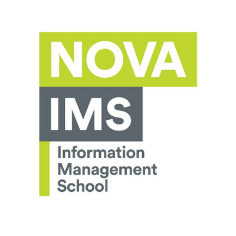 NOVA
IMS
Information
Management
School